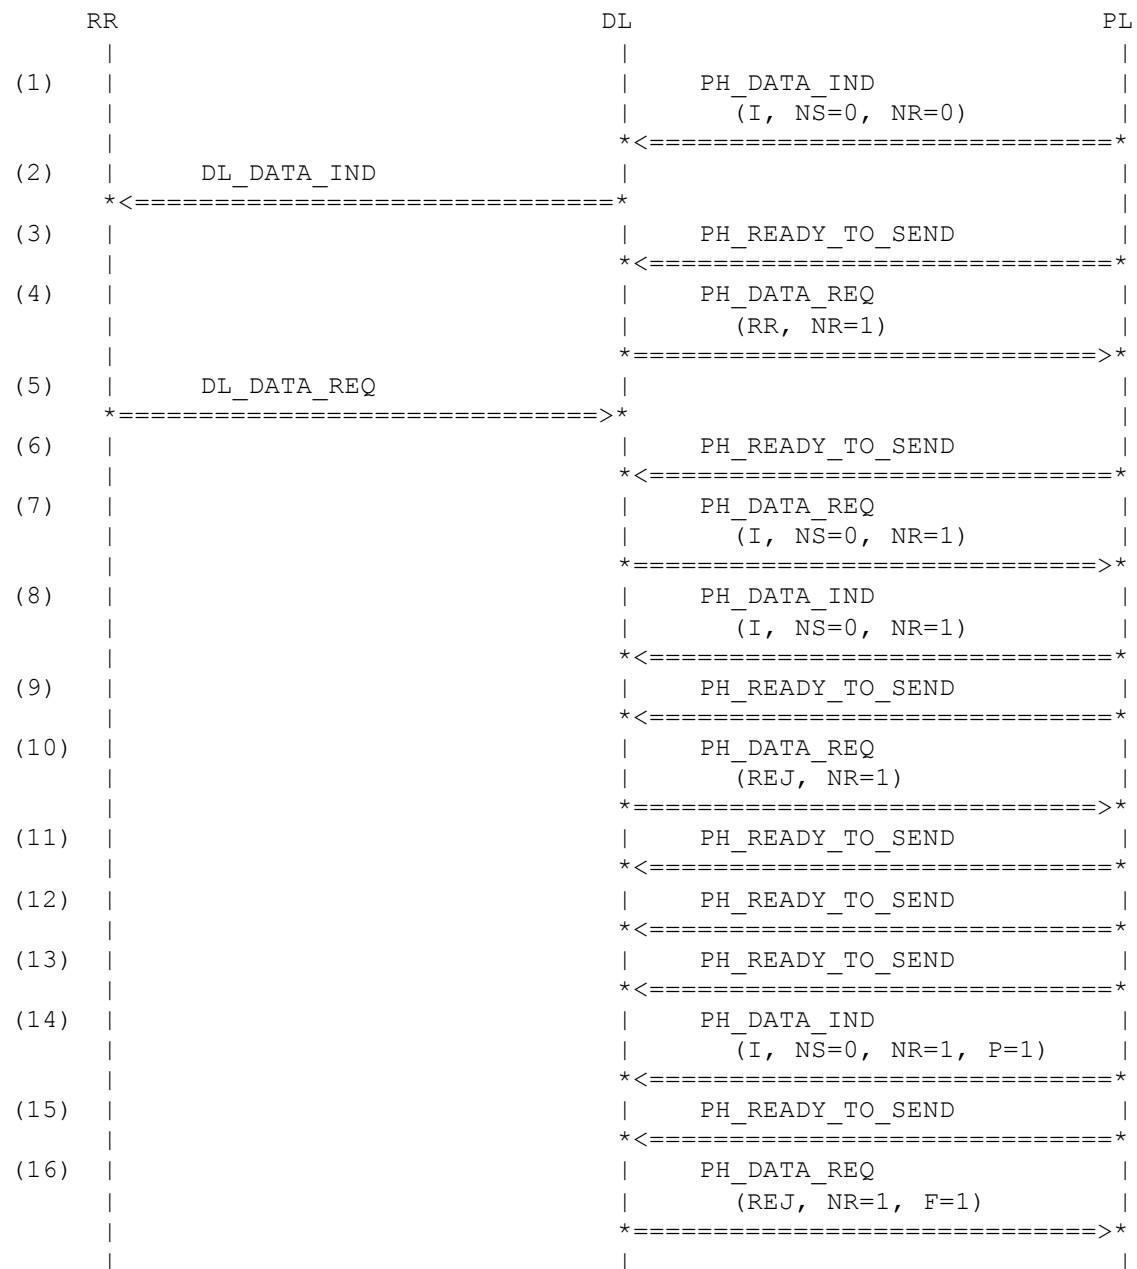 RR DL PL
| | |
(1) | | PH_DATA_IND |
| | (I, NS=0, NR=0) |
| *<=============================*
(2) | DL_DATA_IND | |
*<==============================* |
(3) | | PH_READY_TO_SEND |
| *<=============================*
(4) | | PH_DATA_REQ |
| | (RR, NR=1) |
| *=============================>*
(5) | DL_DATA_REQ | |
*==============================>* |
(6) | | PH_READY_TO_SEND |
| *<=============================*
(7) | | PH_DATA_REQ |
| | (I, NS=0, NR=1) |
| *=============================>*
(8) | | PH_DATA_IND |
| | (I, NS=0, NR=1) |
| *<=============================*
(9) | | PH_READY_TO_SEND |
| *<=============================*
(10) | | PH_DATA_REQ |
| | (REJ, NR=1) |
| *=============================>*
(11) | | PH_READY_TO_SEND |
| *<=============================*
(12) | | PH_READY_TO_SEND |
| *<=============================*
(13) | | PH_READY_TO_SEND |
| *<=============================*
(14) | | PH_DATA_IND |
| | (I, NS=0, NR=1, P=1) |
| *<=============================*
(15) | | PH_READY_TO_SEND |
| *<=============================*
(16) | | PH_DATA_REQ |
| | (REJ, NR=1, F=1) |
| *=============================>*
| | |